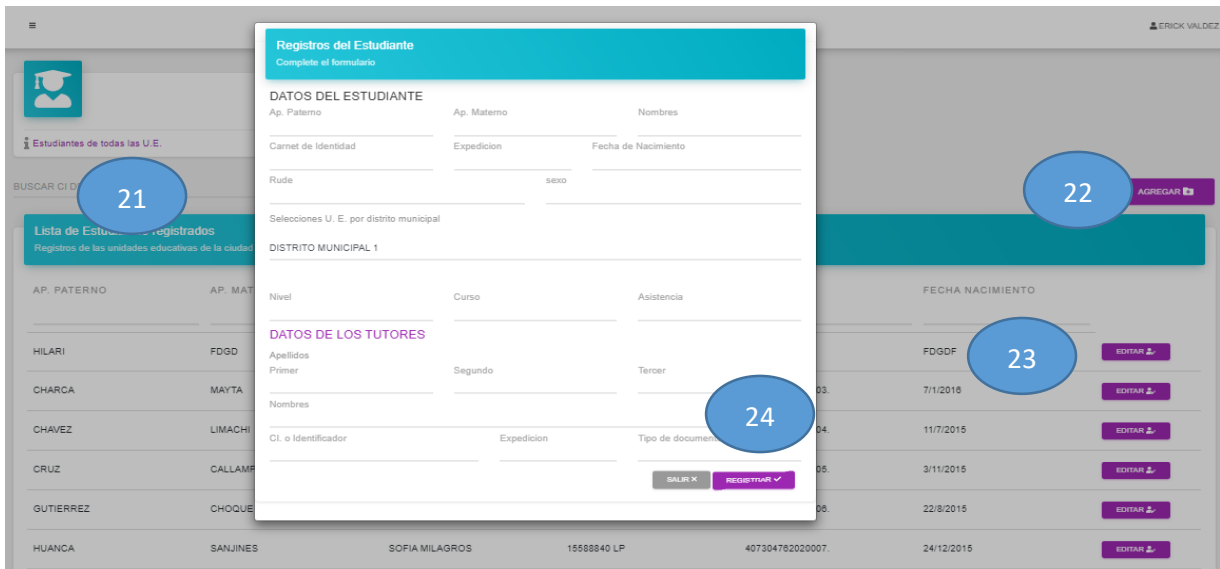 ERICK VALDEZ
Registros del Estudiante
Complete el formulario
DATOS DEL ESTUDIANTE
Ap. Paterno Ap. Materno Nombres
Estudiantes de todas las U.E.
Carnet de Identidad Expedicion Fecha de Nacimiento
Rude sexo
BUSCAR CI
21
22
AGREGAR
Selecciones U. E. por distrito municipal
Lista de registrados
Registros de las unidades educativas de la ciudad
DISTRITO MUNICIPAL 1
AP. PATERNO AP. MAT FECHA NACIMIENTO
Nivel Curso Asistencia
DATOS DE LOS TUTORES
HILARI FDGD FDGDF 23 EDITAR
Apellidos
Primer Segundo Tercer
CHARCA MAYTA 03. 7/1/2016 EDITAR
Nombres
24
CHAVEZ LIMACHI 04. 11/7/2015 EDITAR
CI. o Identificador Expedicion Tipo de document
CRUZ CALLAMP 05. 3/11/2015 EDITAR
SALIR REGISTRAR
GUTIERREZ CHOQUE 06. 22/8/2015 EDITAR
HUANCA SANJINES SOFIA MILAGROS 15588840 LP 407304762020007. 24/12/2015 EDITAR